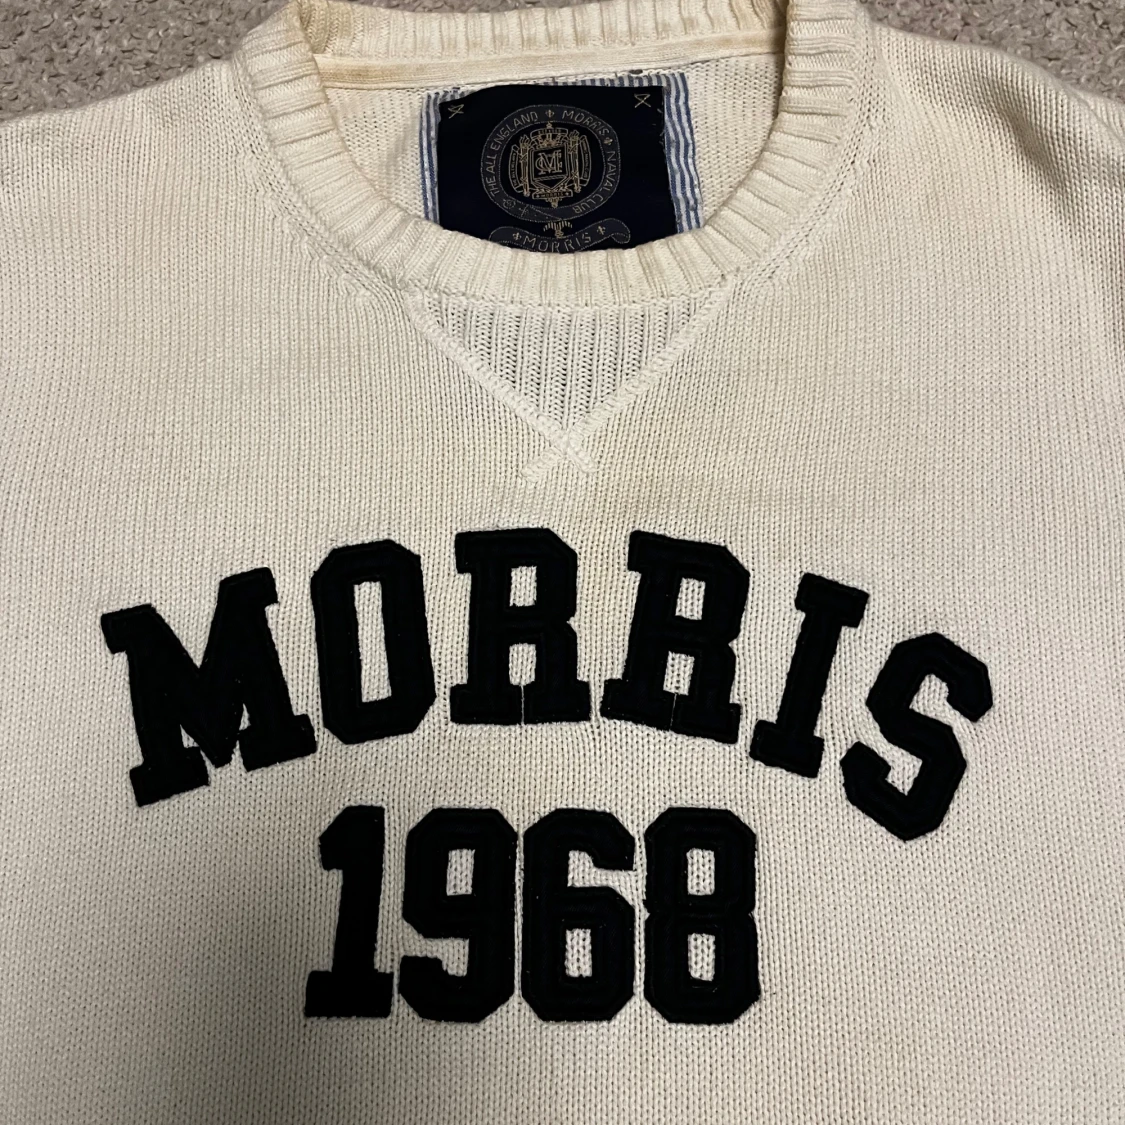 THE ALL ENGLAND ✦ MORRIS NAVAL CLUB
M
MORRIS
MORRIS
1968